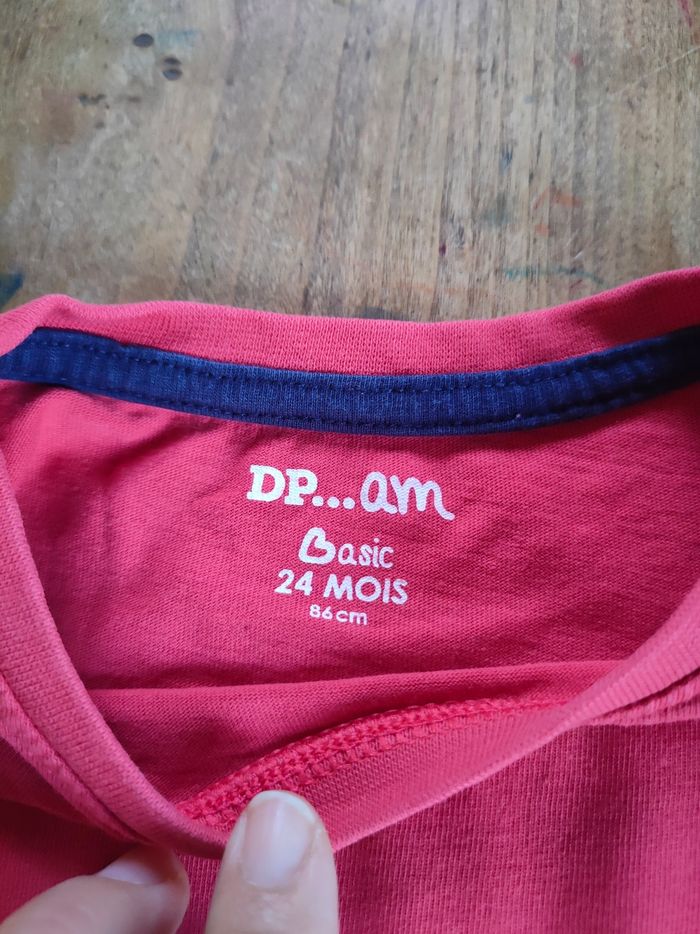 DP...am
Basic
24 MOIS
86cm